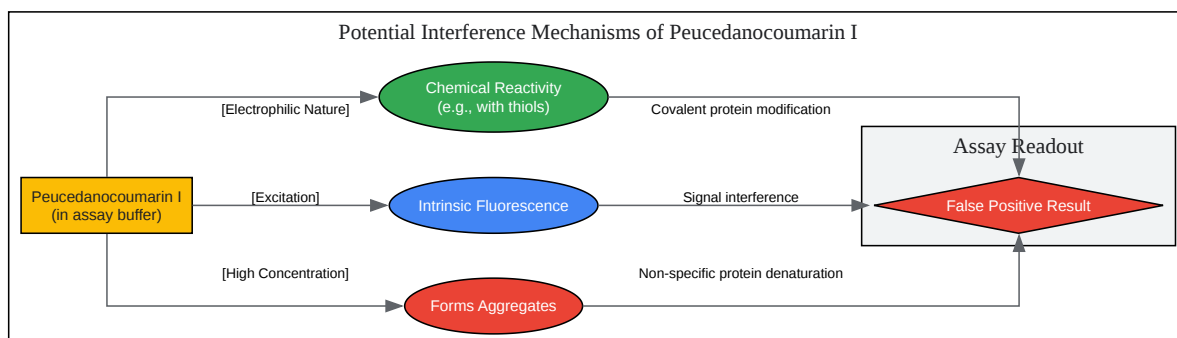 Potential Interference Mechanisms of Peucedanocoumarin I
Chemical Reactivity
(e.g., with thiols)
[Electrophilic Nature]
Covalent protein modification
Assay Readout
Peucedanocoumarin I
(in assay buffer)
[Excitation]
Intrinsic Fluorescence
Signal interference
False Positive Result
[High Concentration]
Non-specific protein denaturation
Forms Aggregates